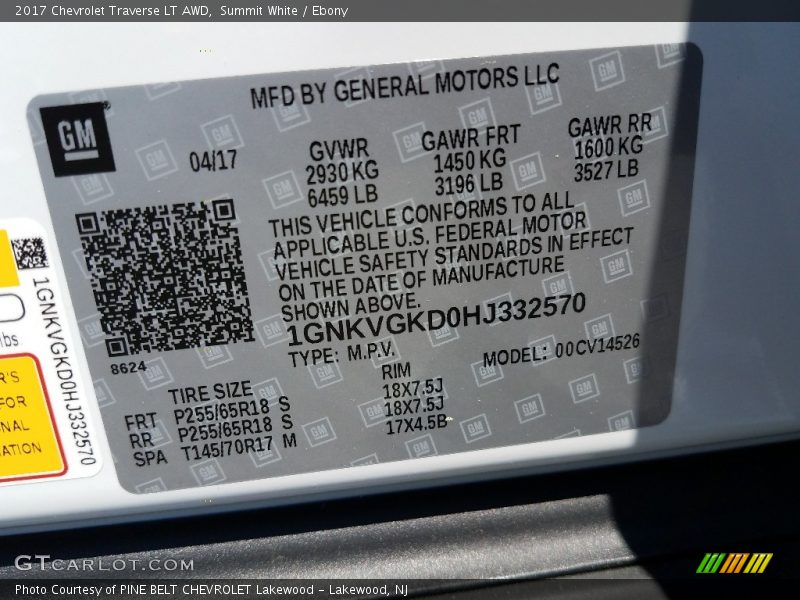 2017 Chevrolet Traverse LT AWD, Summit White / Ebony
GM
MFD BY GENERAL MOTORS LLC
04/17
GVWR
2930 KG
6459 LB
GAWR FRT
1450 KG
3196 LB
GAWR RR
1600 KG
3527 LB
THIS VEHICLE CONFORMS TO ALL
APPLICABLE U.S. FEDERAL MOTOR
VEHICLE SAFETY STANDARDS IN EFFECT
ON THE DATE OF MANUFACTURE
SHOWN ABOVE.
1GNKVGKD0HJ332570
TYPE: M.P.V.
MODEL: 00CV14526
8624
TIRE SIZE
RIM
FRT P255/65R18 S 18X7.5J
RR P255/65R18 S 18X7.5J
SPA T145/70R17 M 17X4.5B
1GNKVGKD0HJ332570
lbs
R'S
FOR
NAL
ATION
GTCARLOT.COM
Photo Courtesy of PINE BELT CHEVROLET Lakewood - Lakewood, NJ